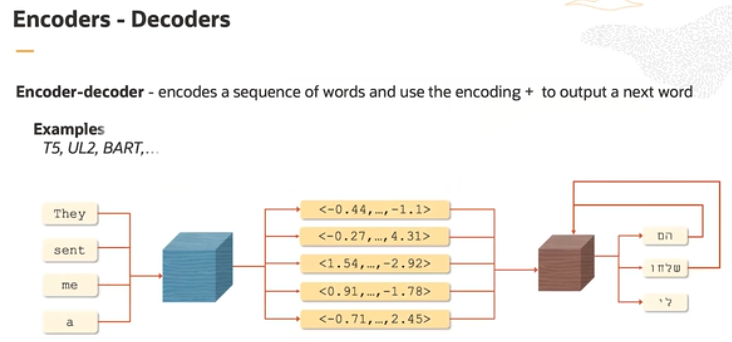 Encoders - Decoders
Encoder-decoder - encodes a sequence of words and use the encoding + to output a next word
Examples
T5, UL2, BART,...
They
sent
me
a
<-0.44,…,-1.1>
<-0.27,…,4.31>
<1.54,…,-2.92>
<0.91,…,-1.78>
<-0.71,…,2.45>
הם
שלחו
לי